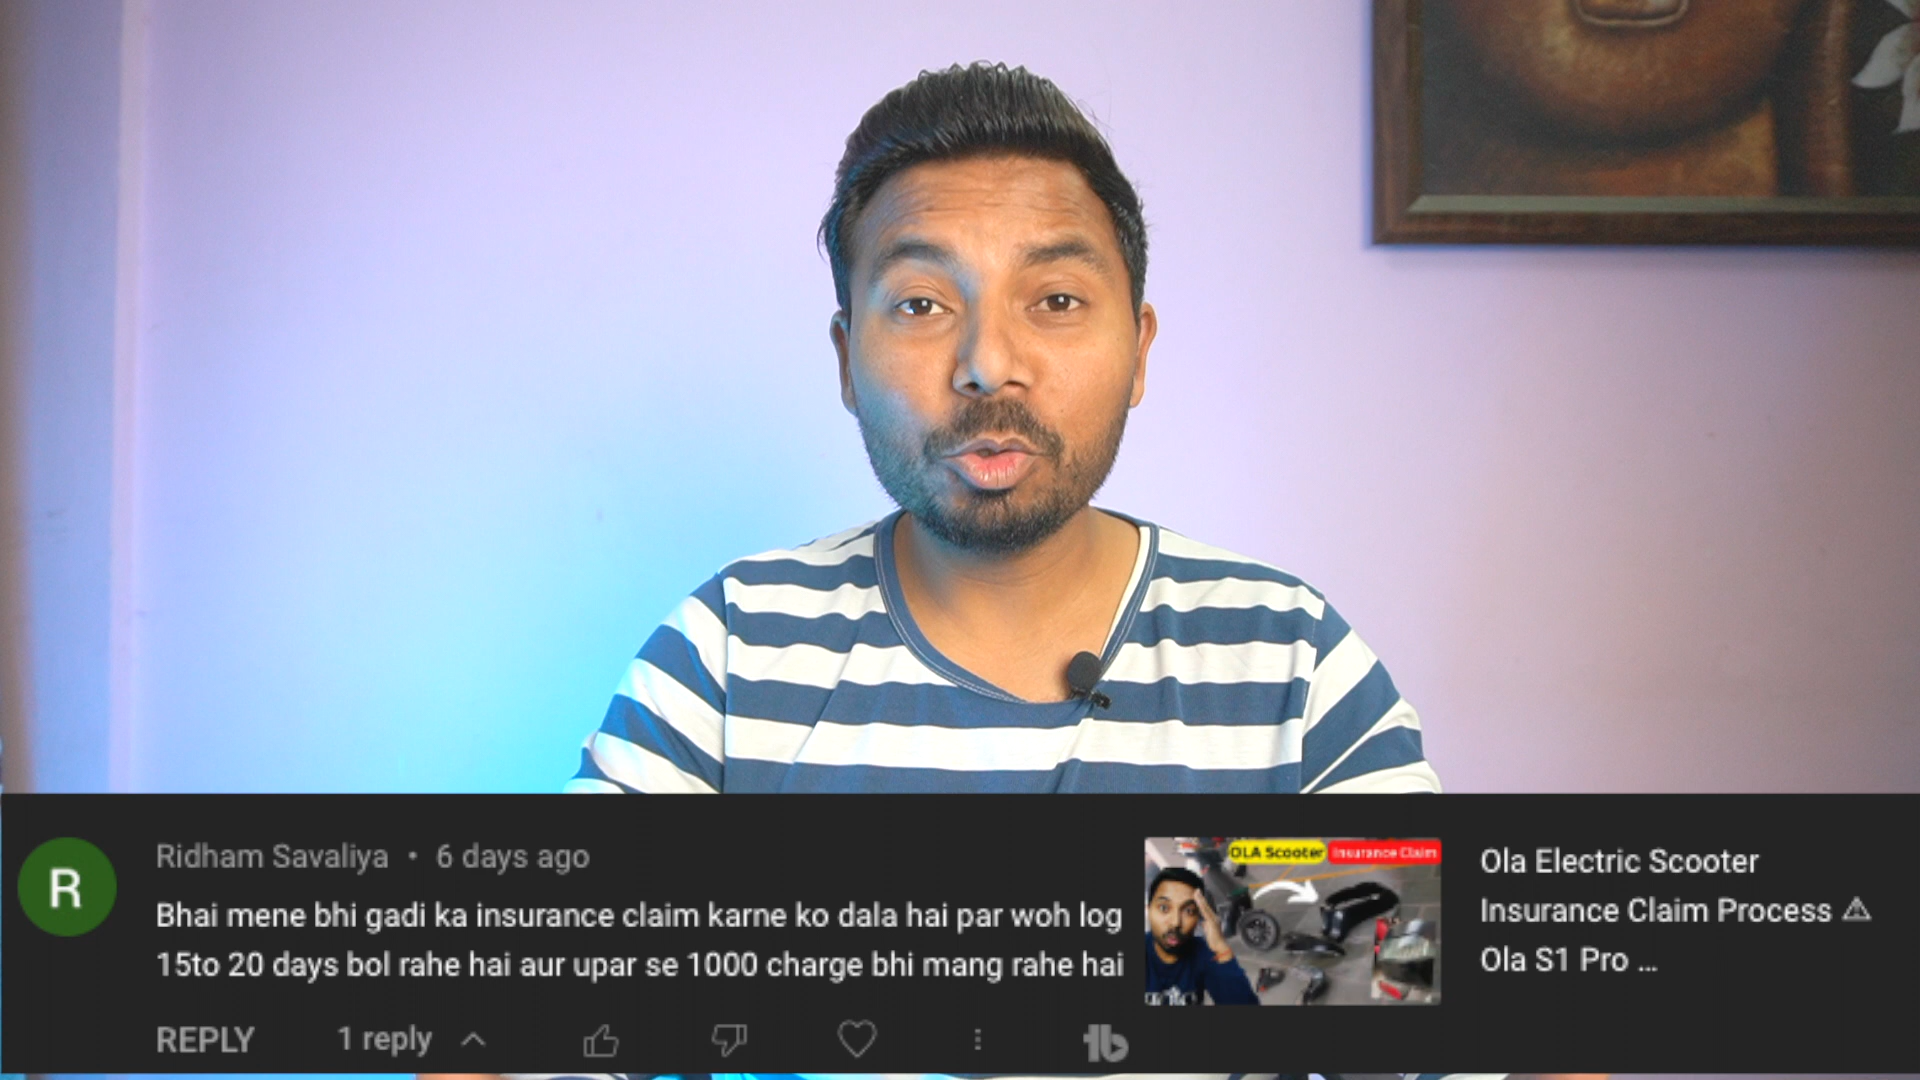 R
Ridham Savaliya • 6 days ago
Bhai mene bhi gadi ka insurance claim karne ko dala hai par woh log
15to 20 days bol rahe hai aur upar se 1000 charge bhi mang rahe hai
REPLY
1 reply
OLA Scooter
Insurance Claim
Ola Electric Scooter
Insurance Claim Process ⚠
Ola S1 Pro ...